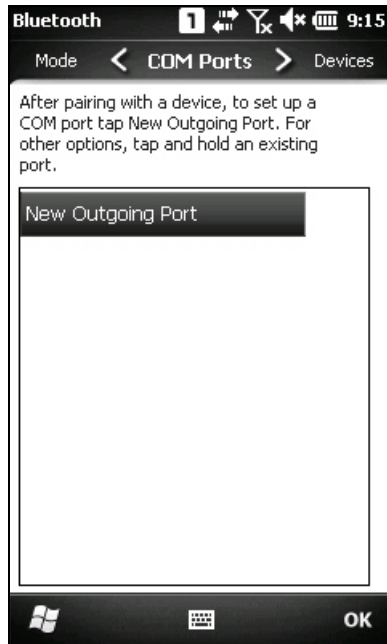 Bluetooth 1 9:15
Mode COM Ports Devices
After pairing with a device, to set up a
COM port tap New Outgoing Port. For
other options, tap and hold an existing
port.
New Outgoing Port
OK